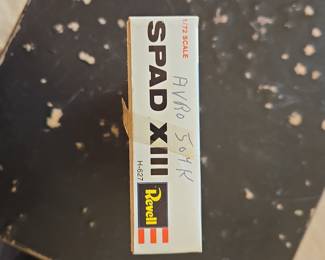 1/72 SCALE
AVRO 504K
SPAD XIII
H-627
Revell